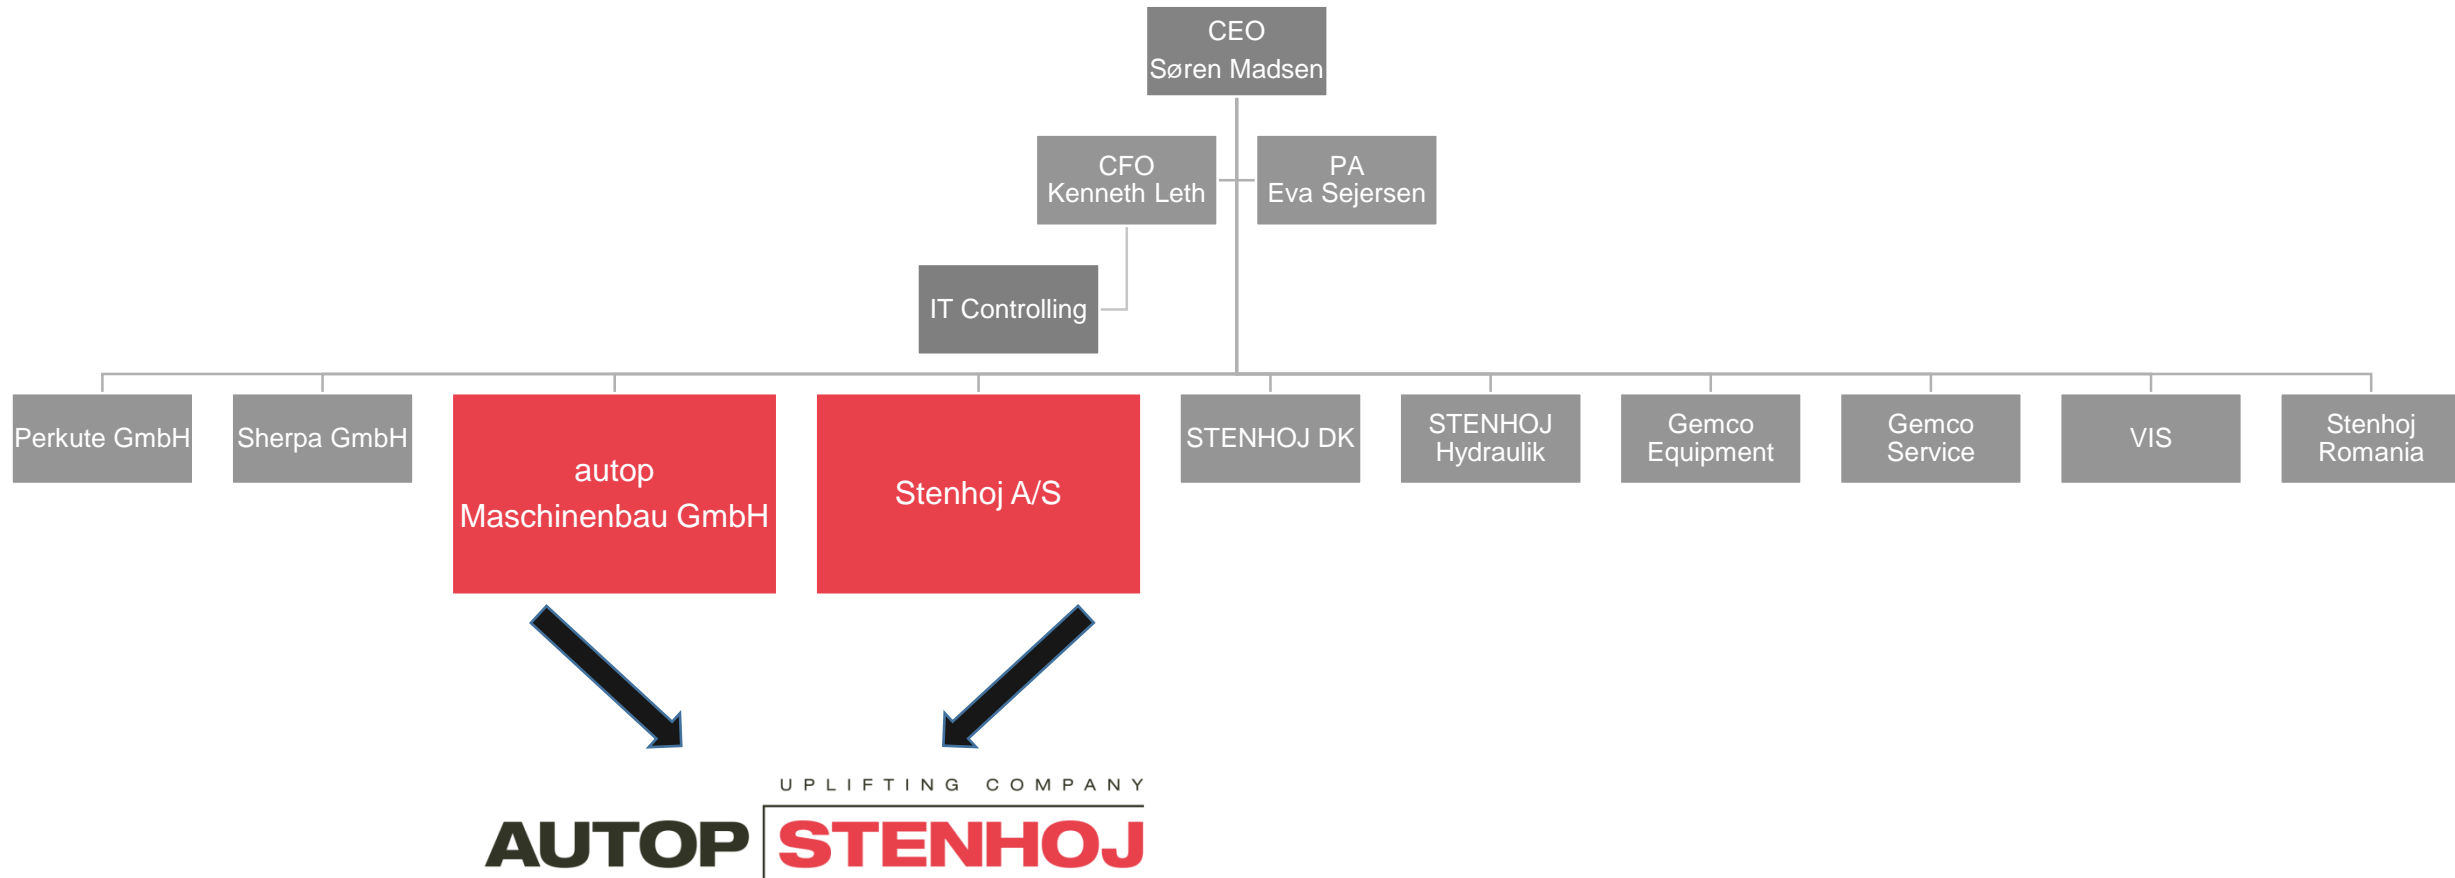 CEO
Søren Madsen
CFO
Kenneth Leth
PA
Eva Sejersen
IT Controlling
Perkute GmbH
Sherpa GmbH
autop
Maschinenbau GmbH
Stenhoj A/S
STENHOJ DK
STENHOJ
Hydraulik
Gemco
Equipment
Gemco
Service
VIS
Stenhoj
Romania
UPLIFTING COMPANY
AUTOP STENHOJ